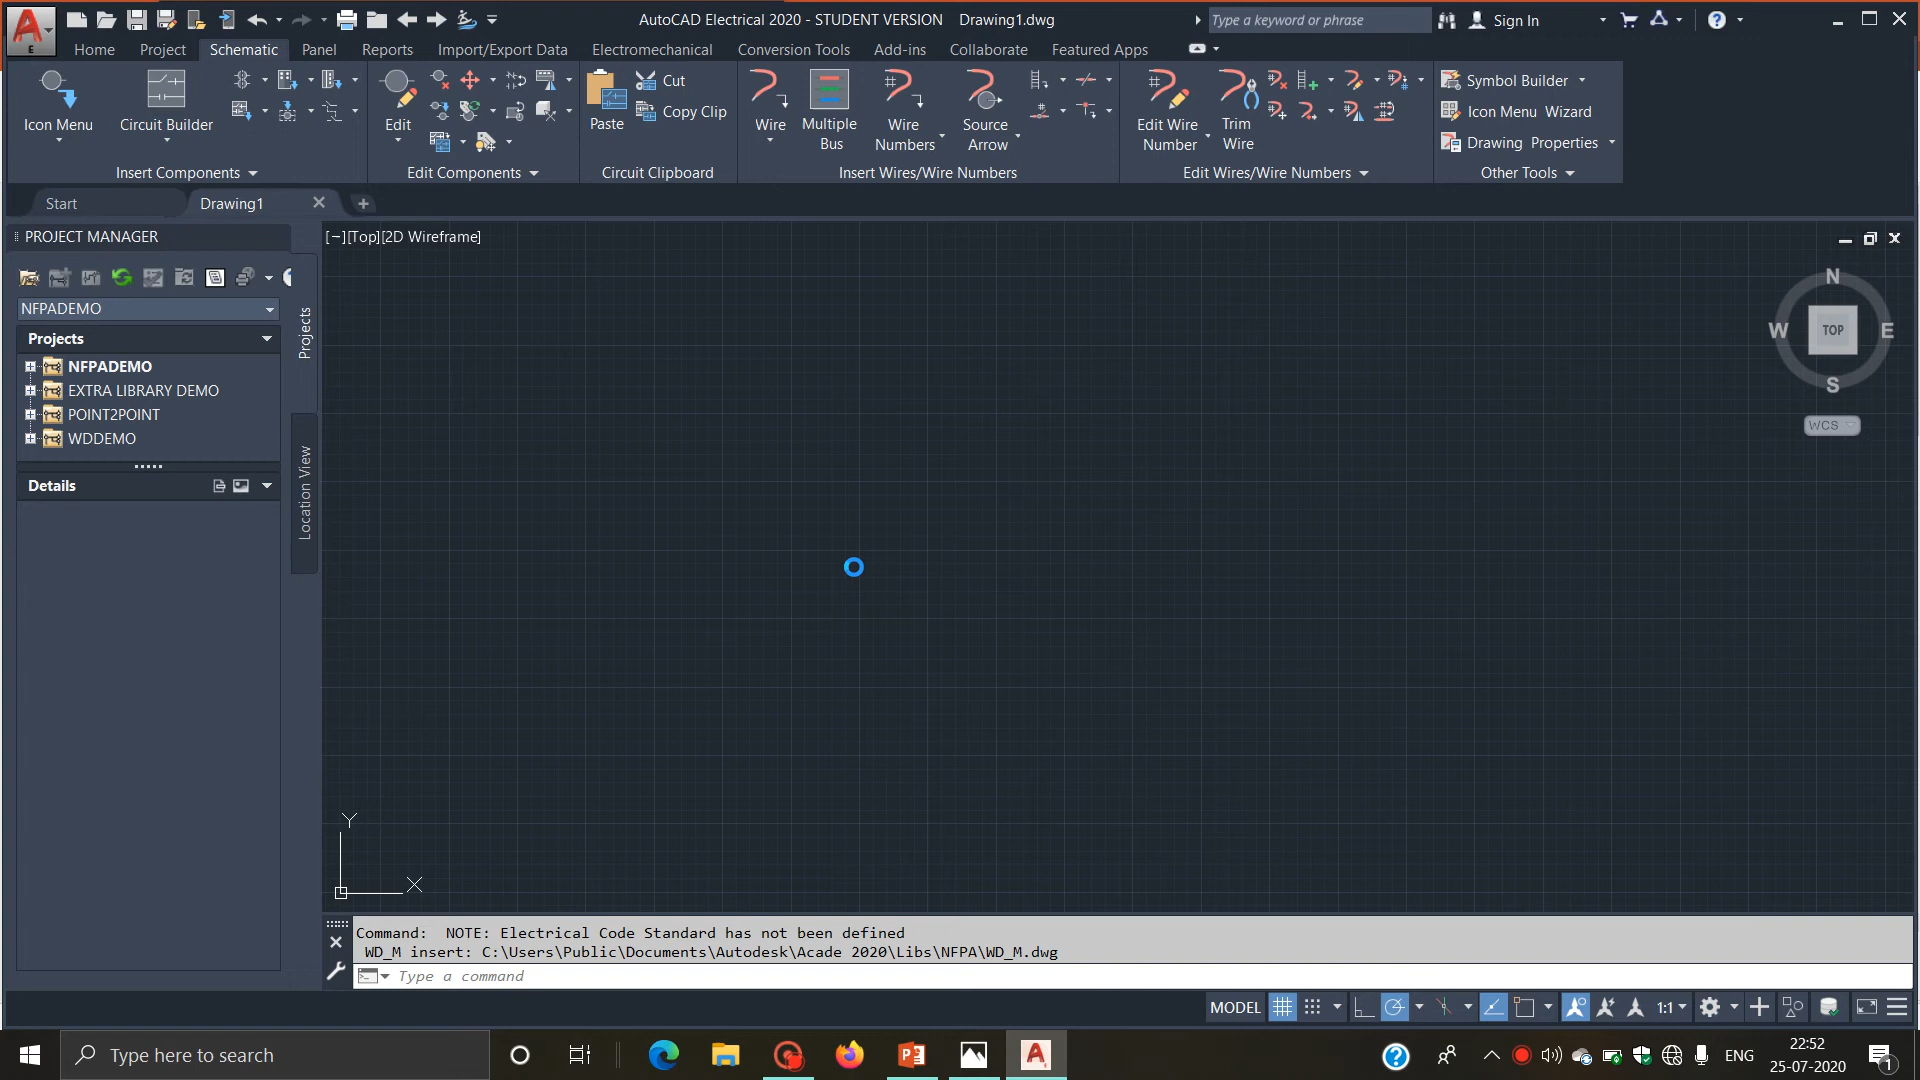 AutoCAD Electrical 2020 - STUDENT VERSION Drawing1.dwg
Type a keyword or phrase
Sign In
E
Home Project Schematic Panel Reports Import/Export Data Electromechanical Conversion Tools Add-ins Collaborate Featured Apps
Icon Menu
Circuit Builder
Insert Components
Edit
Edit Components
Paste
Cut
Copy Clip
Circuit Clipboard
Wire
Multiple Bus
Wire Numbers
Source Arrow
Insert Wires/Wire Numbers
Edit Wire Number
Trim Wire
Edit Wires/Wire Numbers
Symbol Builder
Icon Menu Wizard
Drawing Properties
Other Tools
Start
Drawing1
PROJECT MANAGER
NFPADEMO
Projects
NFPADEMO
EXTRA LIBRARY DEMO
POINT2POINT
WDDEMO
Details
Projects
Location View
[−][Top][2D Wireframe]
N
W TOP E
S
WCS
Y
X
Command: NOTE: Electrical Code Standard has not been defined
WD_M insert: C:\Users\Public\Documents\Autodesk\Acade 2020\Libs\NFPA\WD_M.dwg
Type a command
MODEL
1:1
Type here to search
ENG
22:52
25-07-2020
1